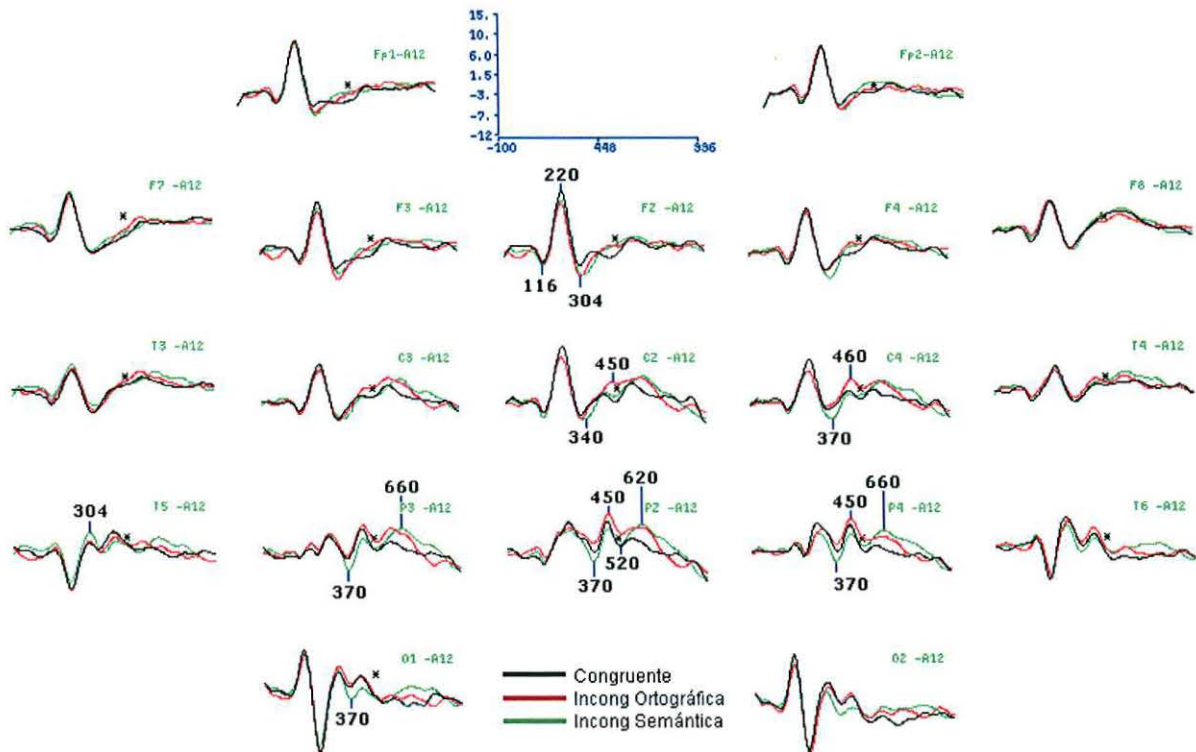 15.
10.
6.0
1.5
-3.
-7.
-12
-100 448 996
Fp1-A12
Fp2-A12
F7 -A12
F3 -A12
220
FZ -A12
116
304
F4 -A12
F8 -A12
T3 -A12
C3 -A12
450
CZ -A12
340
460
C4 -A12
370
T4 -A12
304
T5 -A12
660
P3 -A12
370
450
620
PZ -A12
370
520
450
660
P4 -A12
370
T6 -A12
O1 -A12
370
Congruente
Incong Ortográfica
Incong Semántica
O2 -A12